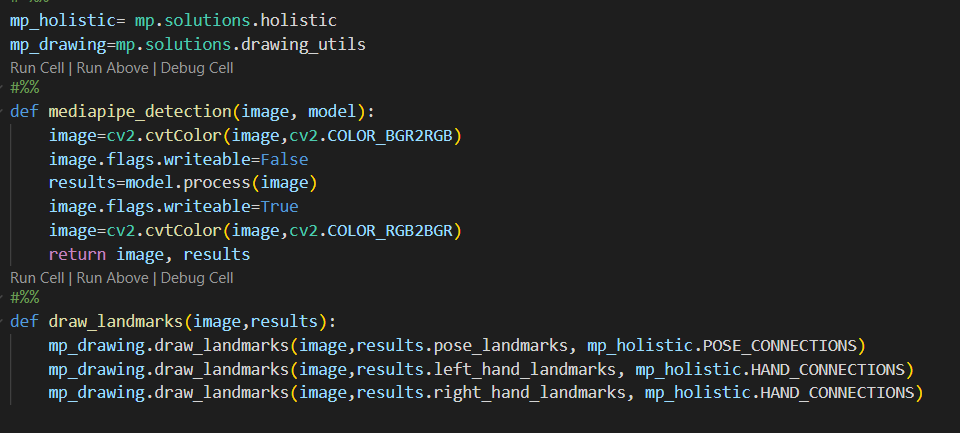 #%%
mp_holistic= mp.solutions.holistic
mp_drawing=mp.solutions.drawing_utils
Run Cell | Run Above | Debug Cell
#%%
def mediapipe_detection(image, model):
    image=cv2.cvtColor(image,cv2.COLOR_BGR2RGB)
    image.flags.writeable=False
    results=model.process(image)
    image.flags.writeable=True
    image=cv2.cvtColor(image,cv2.COLOR_RGB2BGR)
    return image, results
Run Cell | Run Above | Debug Cell
#%%
def draw_landmarks(image,results):
    mp_drawing.draw_landmarks(image,results.pose_landmarks, mp_holistic.POSE_CONNECTIONS)
    mp_drawing.draw_landmarks(image,results.left_hand_landmarks, mp_holistic.HAND_CONNECTIONS)
    mp_drawing.draw_landmarks(image,results.right_hand_landmarks, mp_holistic.HAND_CONNECTIONS)